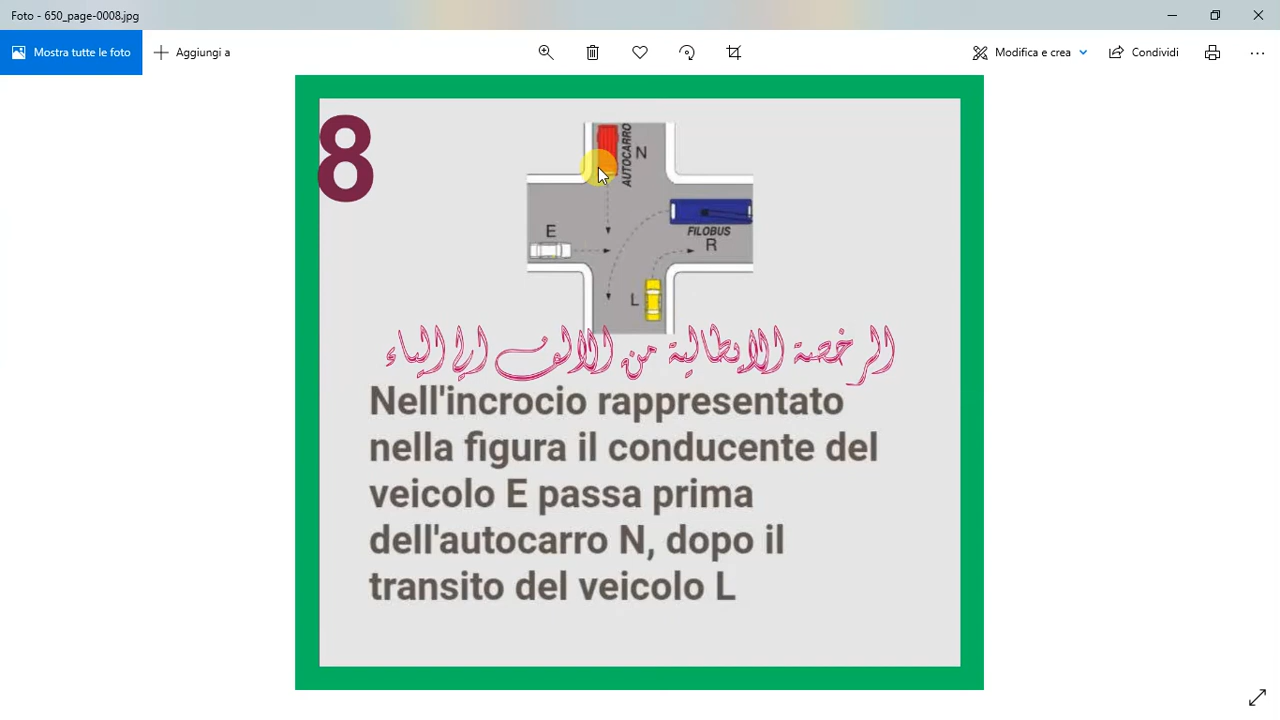 Foto - 650_page-0008.jpg
Mostra tutte le foto
Aggiungi a
Modifica e crea
Condividi
8
AUTOCARRO
N
E
FILOBUS
R
L
الرخصة الايطالية من الالف الى الياء
Nell'incrocio rappresentato
nella figura il conducente del
veicolo E passa prima
dell'autocarro N, dopo il
transito del veicolo L